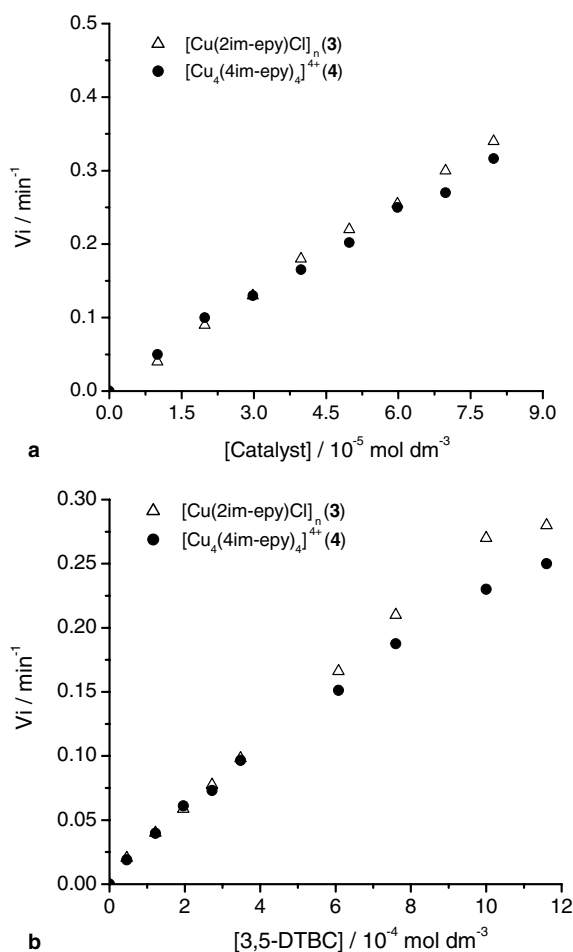 0.5
△ [Cu(2im-epy)Cl]n(3)
● [Cu4(4im-epy)4]4+(4)
0.4
0.3
Vi / min-1
0.2
0.1
0.0
0.0 1.5 3.0 4.5 6.0 7.5 9.0
a [Catalyst] / 10-5 mol dm-3
0.30
△ [Cu(2im-epy)Cl]n(3)
● [Cu4(4im-epy)4]4+(4)
0.25
0.20
Vi / min-1
0.15
0.10
0.05
0.00
0 2 4 6 8 10 12
b [3,5-DTBC] / 10-4 mol dm-3